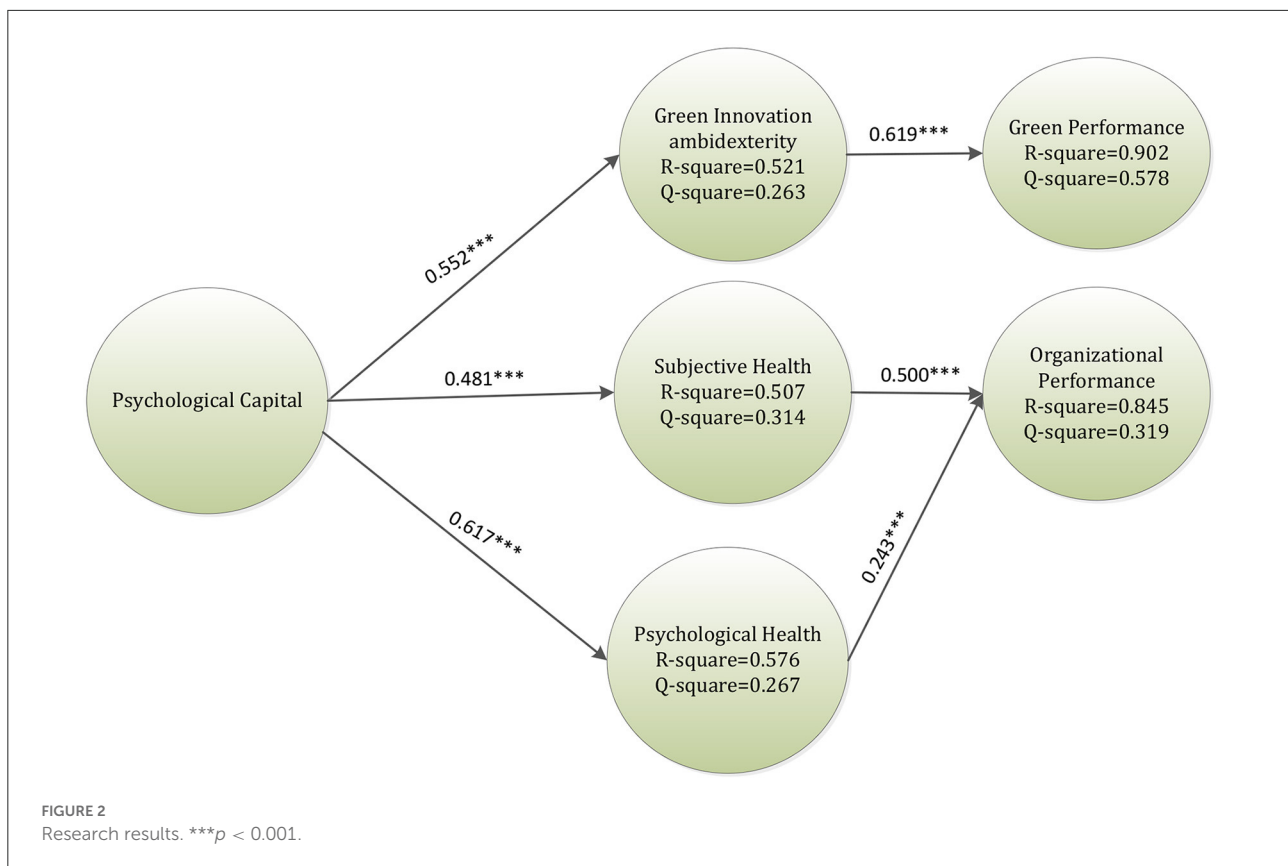 Psychological Capital
0.552***
0.481***
0.617***
Green Innovation
ambidexterity
R-square=0.521
Q-square=0.263
0.619***
Green Performance
R-square=0.902
Q-square=0.578
Subjective Health
R-square=0.507
Q-square=0.314
0.500***
Organizational
Performance
R-square=0.845
Q-square=0.319
Psychological Health
R-square=0.576
Q-square=0.267
0.243***
FIGURE 2
Research results. ***p < 0.001.